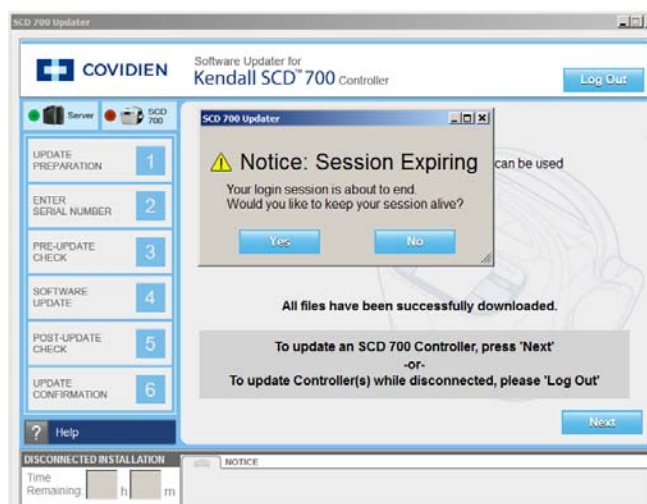 SCD 700 Updater
COVIDIEN
Software Updater for
Kendall SCD™ 700 Controller
Log Out
Server
SCD
700
UPDATE
PREPARATION
1
ENTER
SERIAL NUMBER
2
PRE-UPDATE
CHECK
3
SOFTWARE
UPDATE
4
POST-UPDATE
CHECK
5
UPDATE
CONFIRMATION
6
? Help
SCD 700 Updater
Notice: Session Expiring
Your login session is about to end.
Would you like to keep your session alive?
Yes
No
can be used
All files have been successfully downloaded.
To update an SCD 700 Controller, press 'Next'
-or-
To update Controller(s) while disconnected, please 'Log Out'
Next
DISCONNECTED INSTALLATION
Time
Remaining: h m
NOTICE